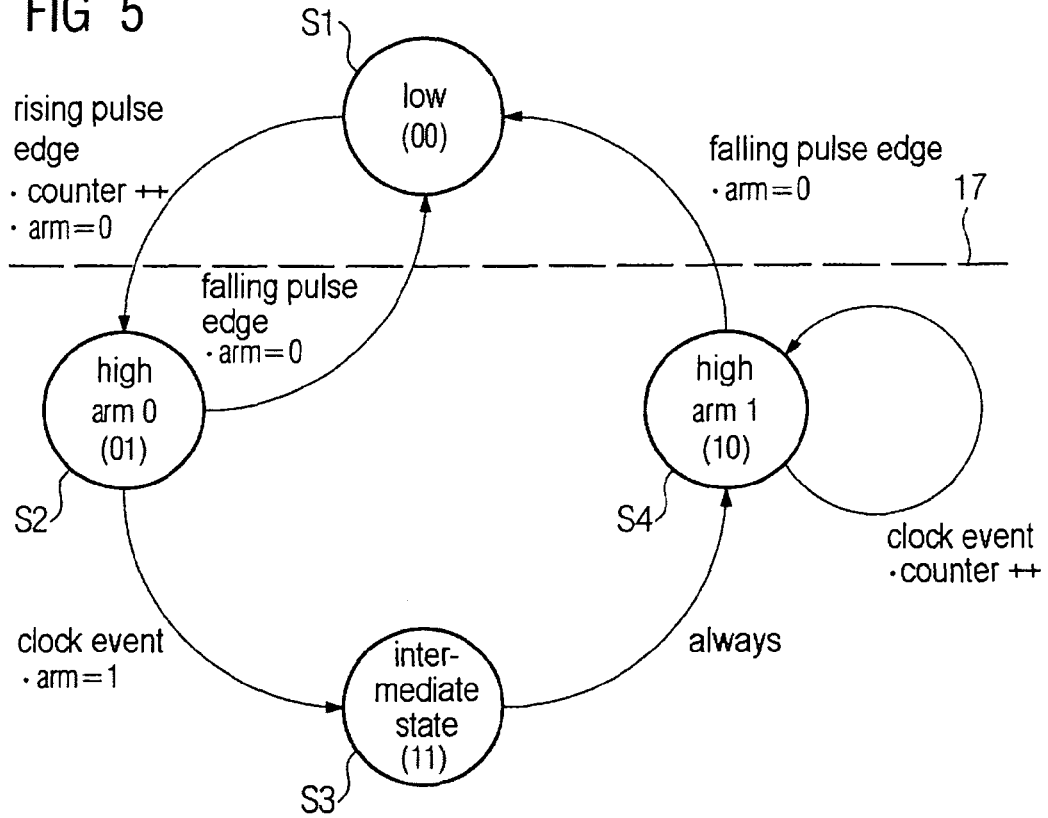 FIG 5
S1
low
(00)
rising pulse
edge
· counter ++
· arm=0
falling pulse edge
· arm=0
17
falling pulse
edge
· arm=0
high
arm 0
(01)
S2
high
arm 1
(10)
S4
clock event
· counter ++
clock event
· arm=1
inter-
mediate
state
(11)
S3
always